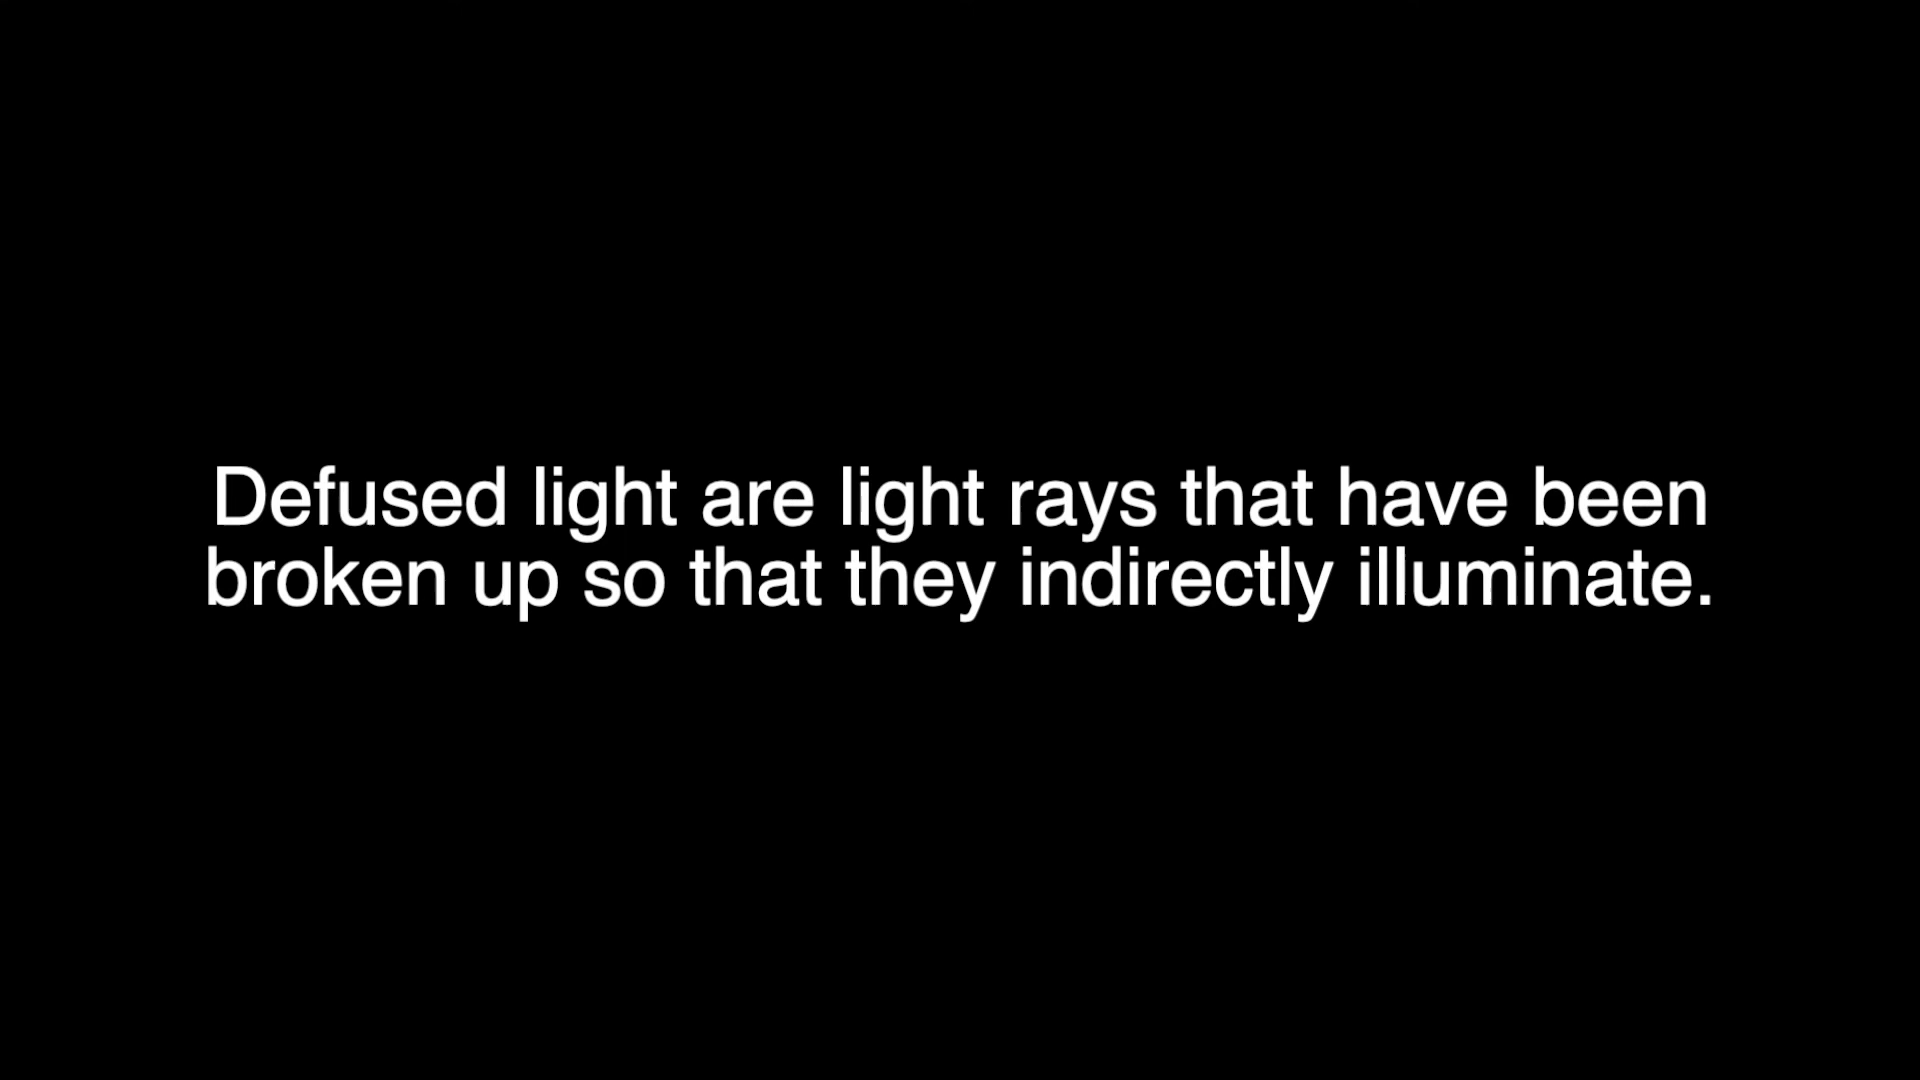 Defused light are light rays that have been
broken up so that they indirectly illuminate.